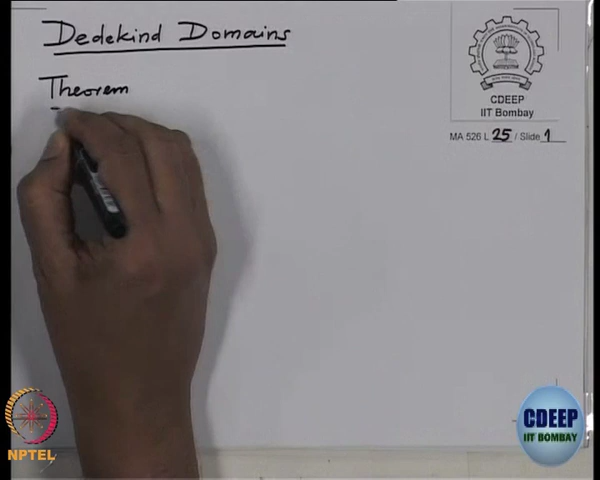 Dedekind Domains
Theorem
CDEEP
IIT Bombay
MA 526 L 25 / Slide 1
NPTEL
CDEEP
IIT BOMBAY